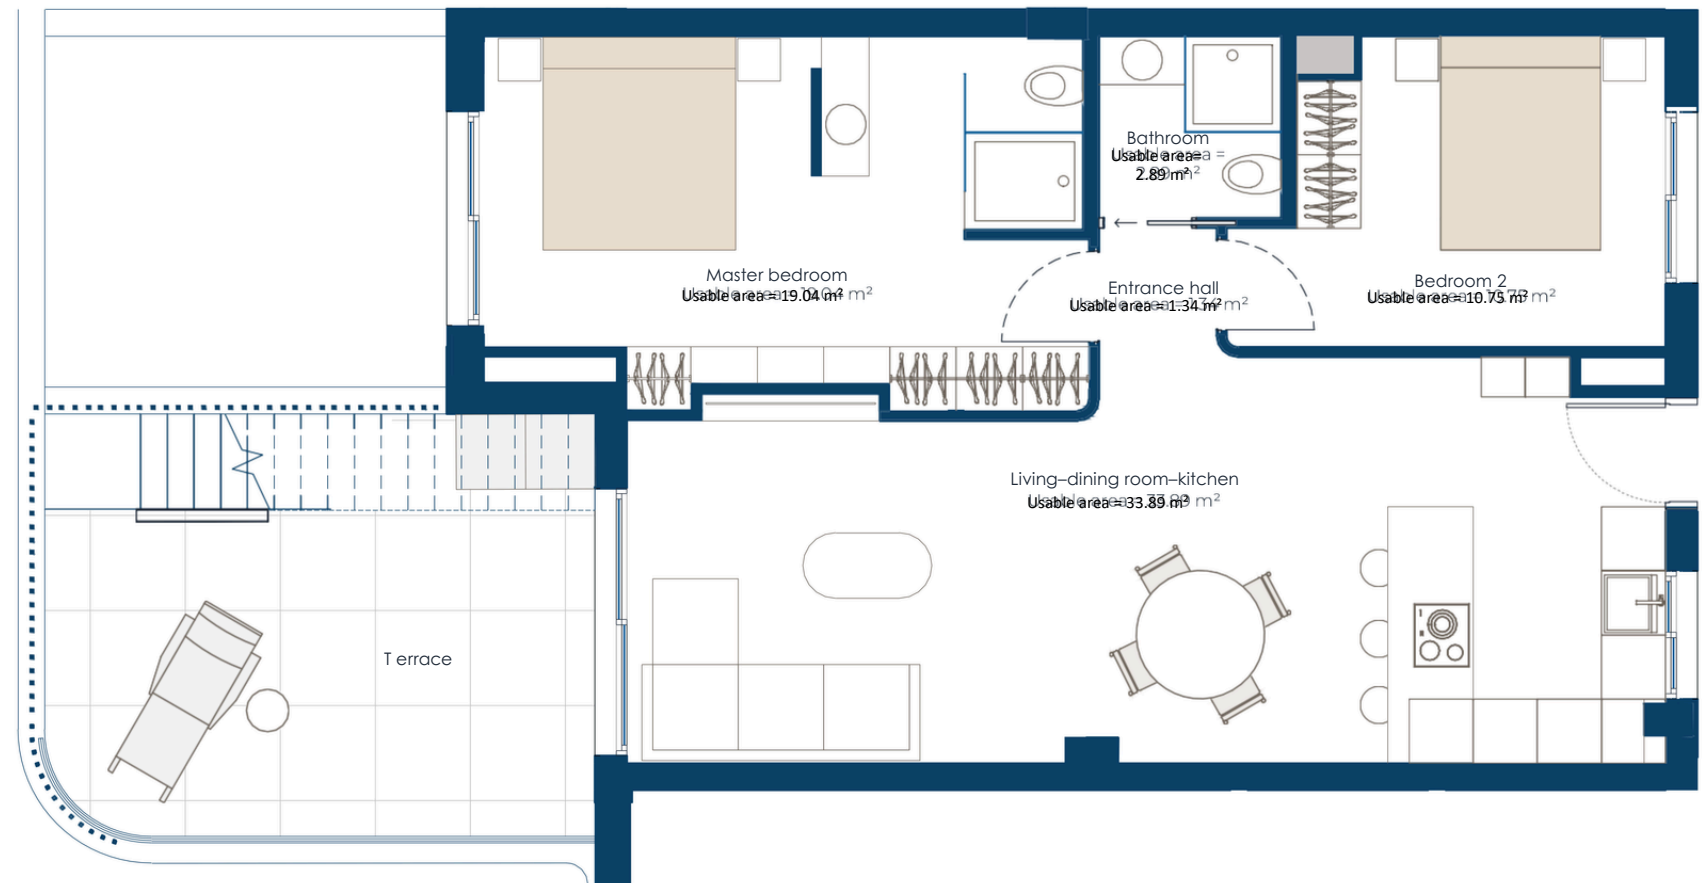 Bathroom
Usable area=
2.89 m²
Master bedroom
Usable area = 19.04 m²
Entrance hall
Usable area = 1.34 m²
Bedroom 2
Usable area = 10.75 m²
Living–dining room–kitchen
Usable area = 33.89 m²
T errace